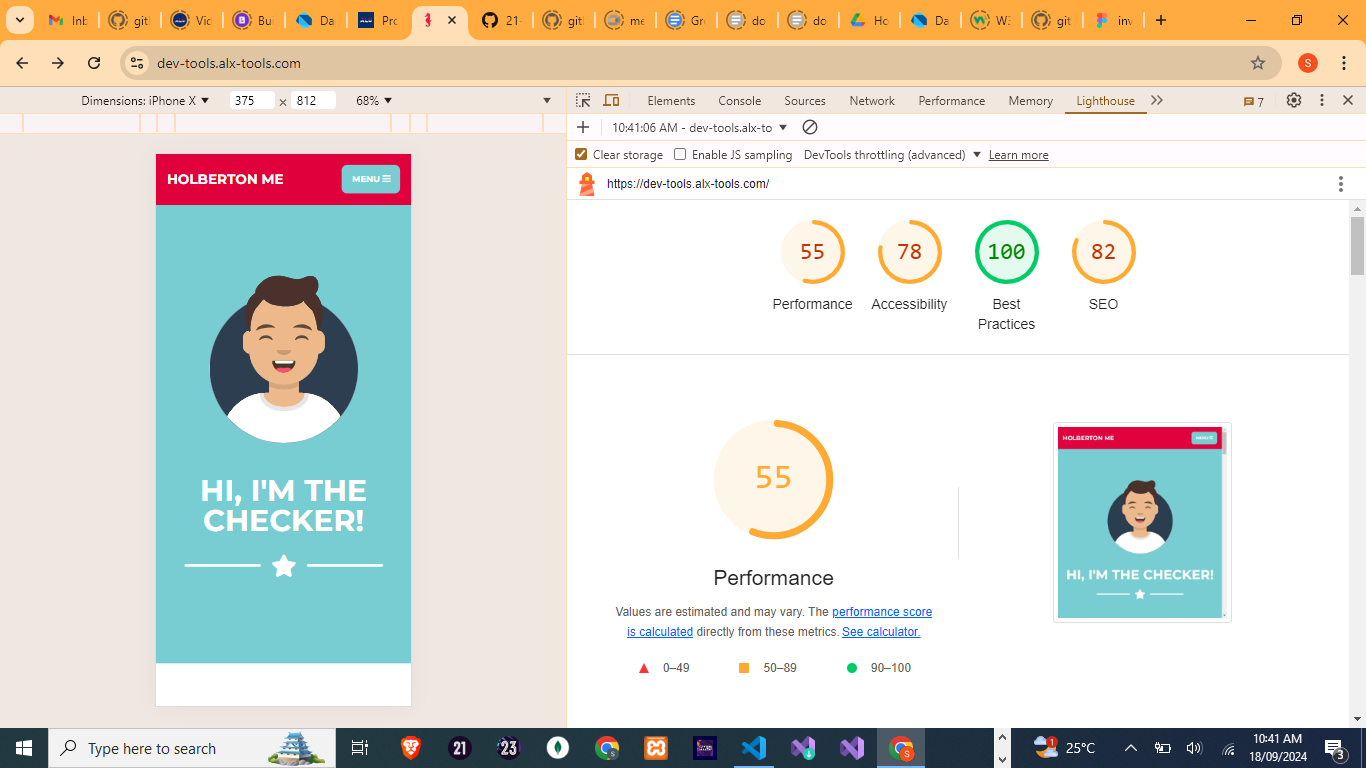 Inb
gitl
Vid
Bu
Da
Pro
21-
gitl
me
Gr
do
do
Ho
Da
W3
git
inv
dev-tools.alx-tools.com
S
Dimensions: iPhone X
375 × 812
68%
Elements Console Sources Network Performance Memory Lighthouse
7
10:41:06 AM - dev-tools.alx-to
Clear storage Enable JS sampling DevTools throttling (advanced) Learn more
https://dev-tools.alx-tools.com/
HOLBERTON ME
MENU
HI, I'M THE
CHECKER!
55 78 100 82
Performance Accessibility Best
Practices SEO
55
Performance
Values are estimated and may vary. The performance score
is calculated directly from these metrics. See calculator.
0–49 50–89 90–100
HOLBERTON ME
MENU
HI, I'M THE CHECKER!
Type here to search
21
23
S
1
25°C
10:41 AM
18/09/2024
3